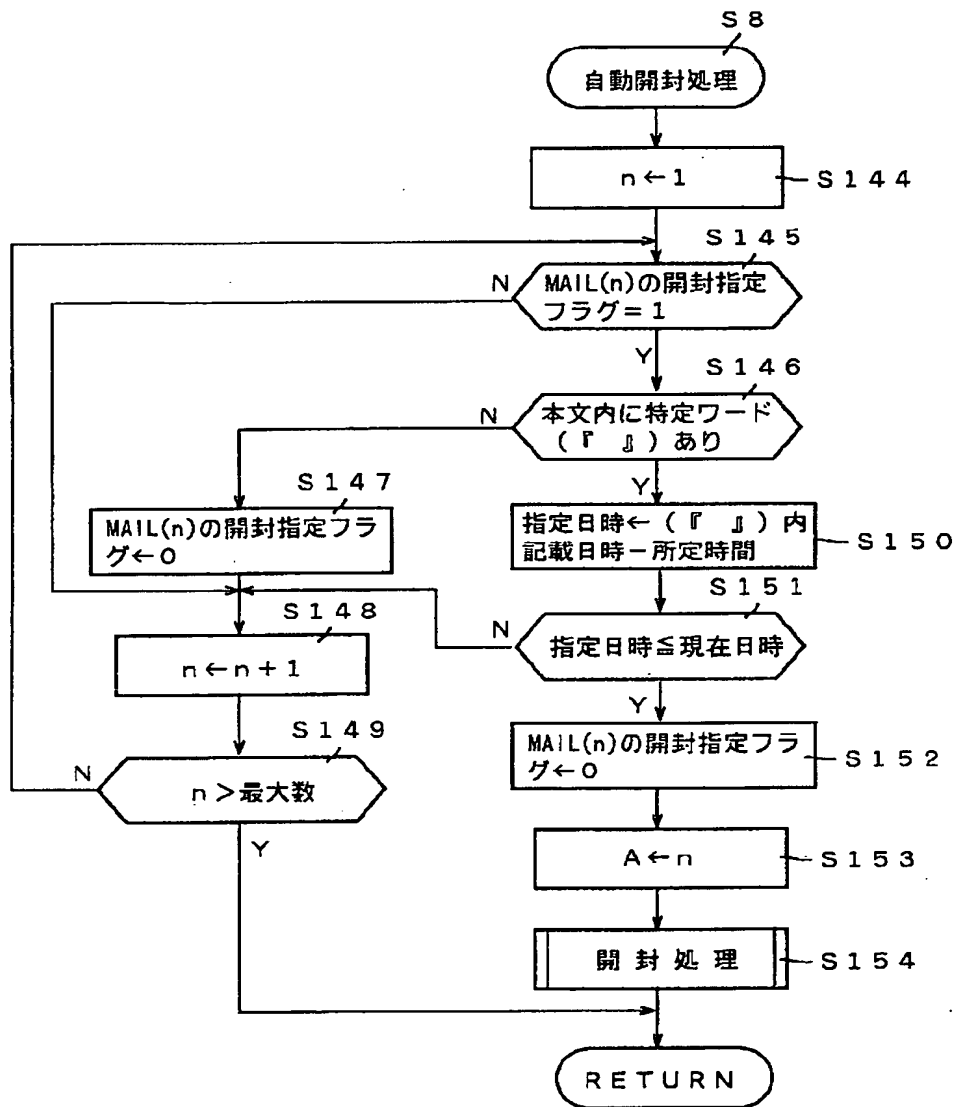 S8
自動開封処理
n←1
S144
S145
N
MAIL(n)の開封指定
フラグ=1
Y
S146
N
本文内に特定ワード
(『 』)あり
Y
S147
MAIL(n)の開封指定フラ
グ←0
指定日時←(『 』)内
記載日時−所定時間
S150
S151
N
指定日時≦現在日時
Y
S148
n←n+1
S149
N
n>最大数
Y
MAIL(n)の開封指定フラ
グ←0
S152
A←n
S153
開封処理
S154
RETURN